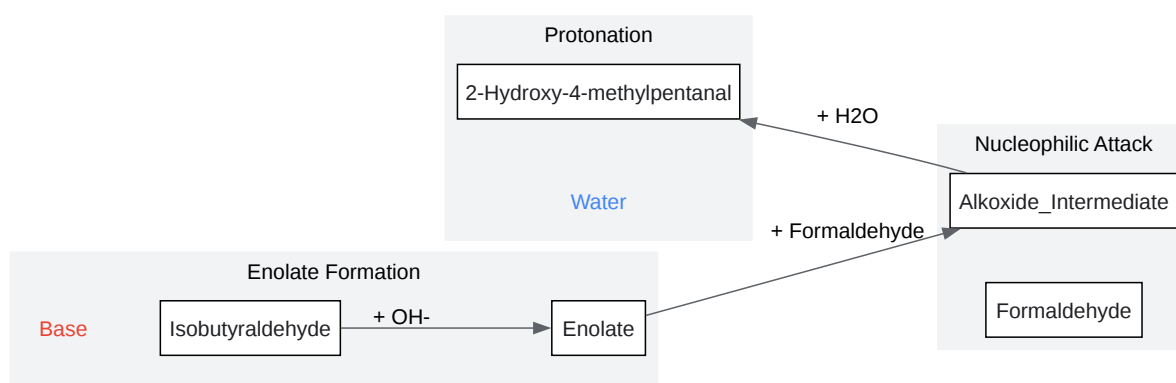 Protonation
2-Hydroxy-4-methylpentanal
+ H2O
Nucleophilic Attack
Alkoxide_Intermediate
Water
+ Formaldehyde
Enolate Formation
Formaldehyde
Base
Isobutyraldehyde
+ OH-
Enolate